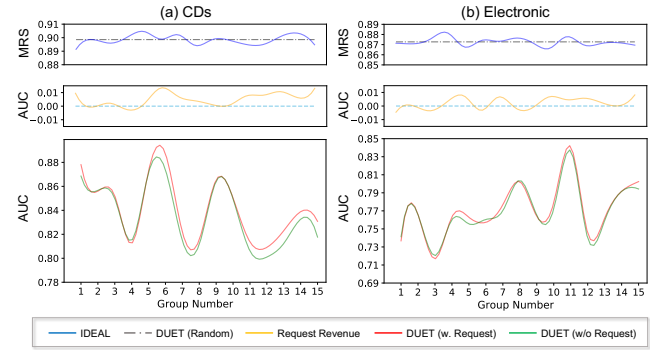 (a) CDs
(b) Electronic
MRS
0.91
0.90
0.88
AUC
0.01
0.00
−0.01
AUC
0.88
0.86
0.84
0.82
0.80
0.78
1 2 3 4 5 6 7 8 9 10 11 12 13 14 15
Group Number
MRS
0.89
0.88
0.87
0.85
AUC
0.01
0.00
−0.01
AUC
0.85
0.83
0.81
0.79
0.77
0.75
0.73
0.71
0.69
1 2 3 4 5 6 7 8 9 10 11 12 13 14 15
Group Number
IDEAL DUET (Random) Request Revenue DUET (w. Request) DUET (w/o Request)